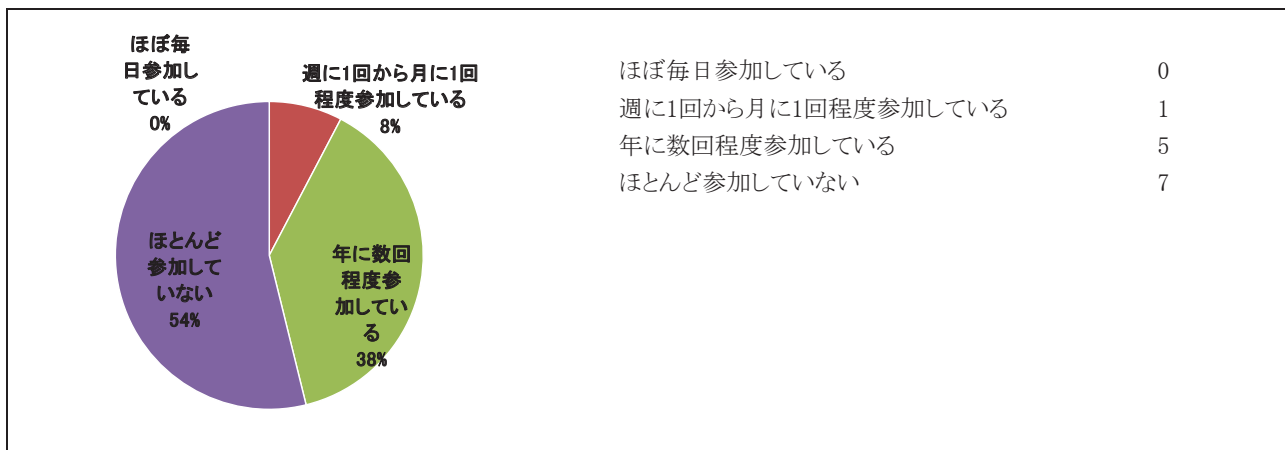 ほぼ毎
日参加し
ている
0%
週に1回から月に1回
程度参加している
8%
年に数回
程度参
加してい
る
38%
ほとんど
参加して
いない
54%
ほぼ毎日参加している 0
週に1回から月に1回程度参加している 1
年に数回程度参加している 5
ほとんど参加していない 7